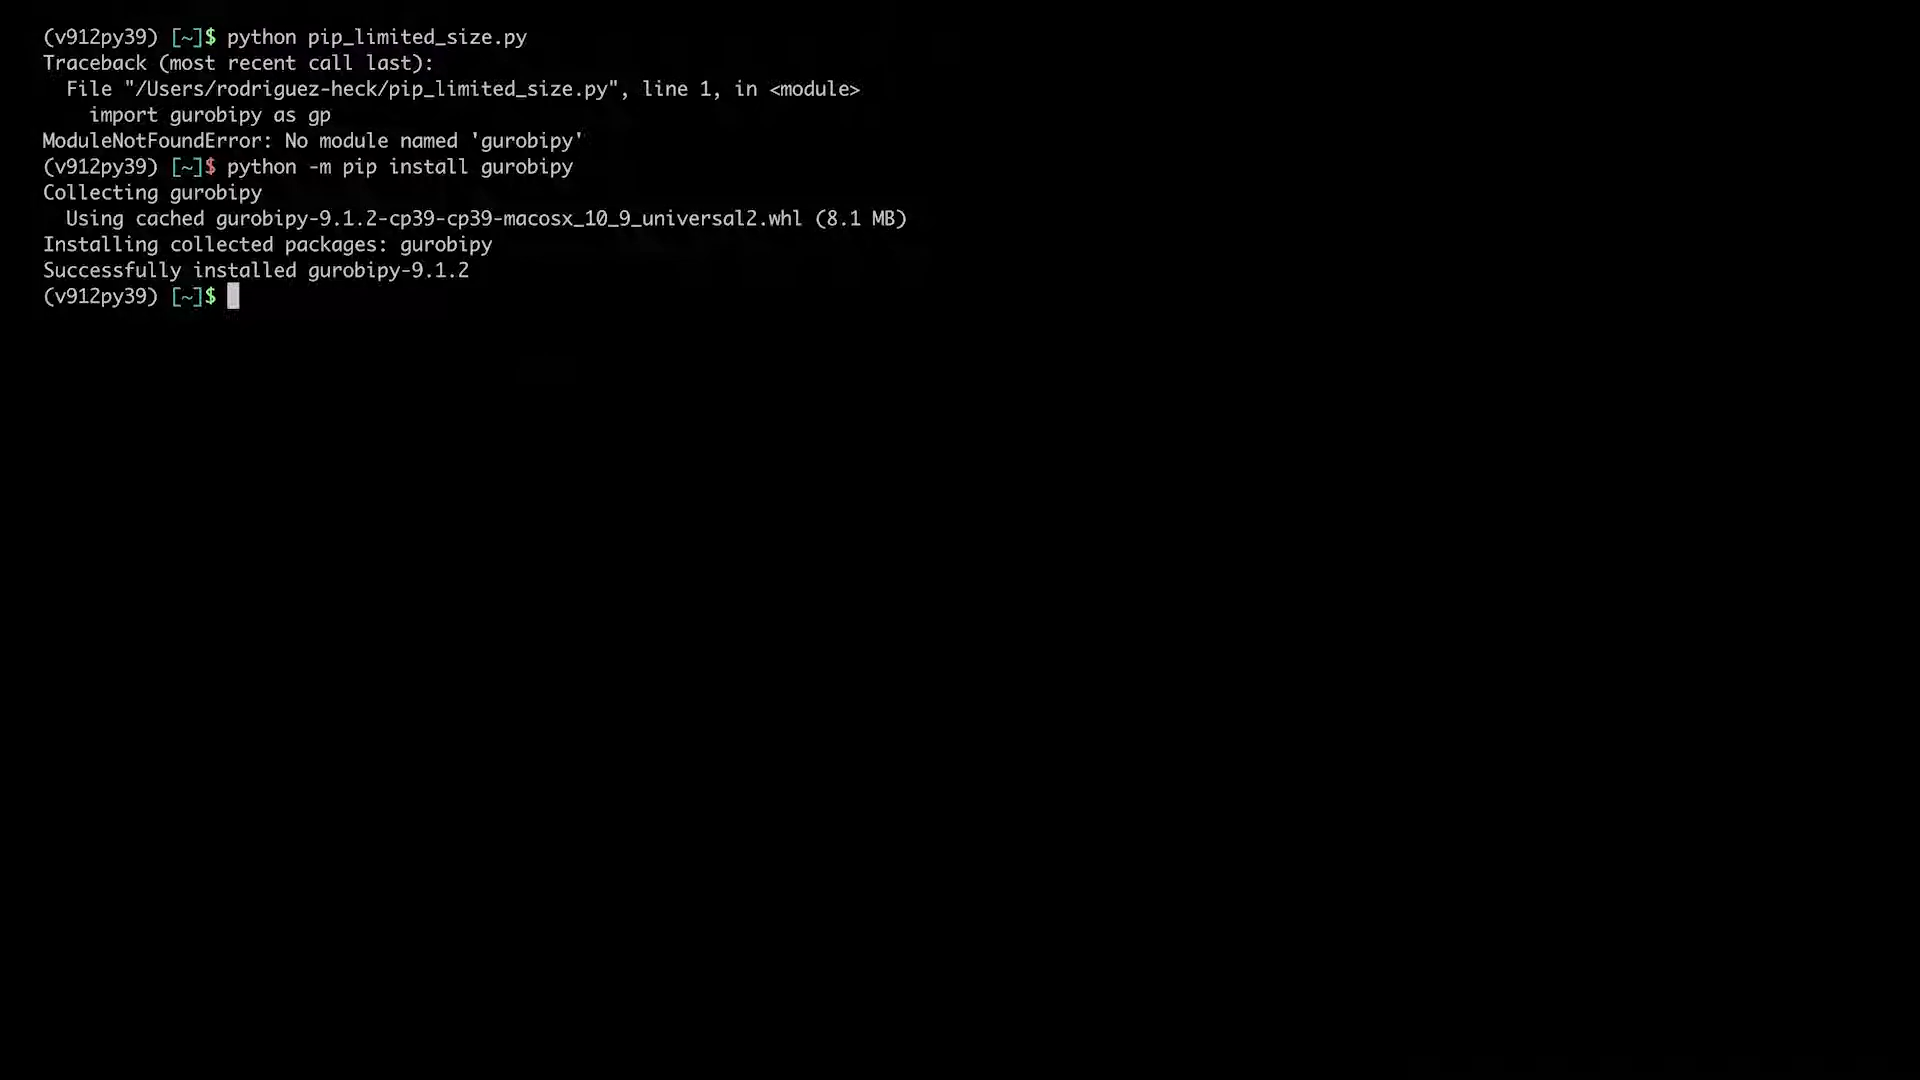 (v912py39) [~]$ python pip_limited_size.py
Traceback (most recent call last):
  File "/Users/rodriguez-heck/pip_limited_size.py", line 1, in <module>
    import gurobipy as gp
ModuleNotFoundError: No module named 'gurobipy'
(v912py39) [~]$ python -m pip install gurobipy
Collecting gurobipy
  Using cached gurobipy-9.1.2-cp39-cp39-macosx_10_9_universal2.whl (8.1 MB)
Installing collected packages: gurobipy
Successfully installed gurobipy-9.1.2
(v912py39) [~]$